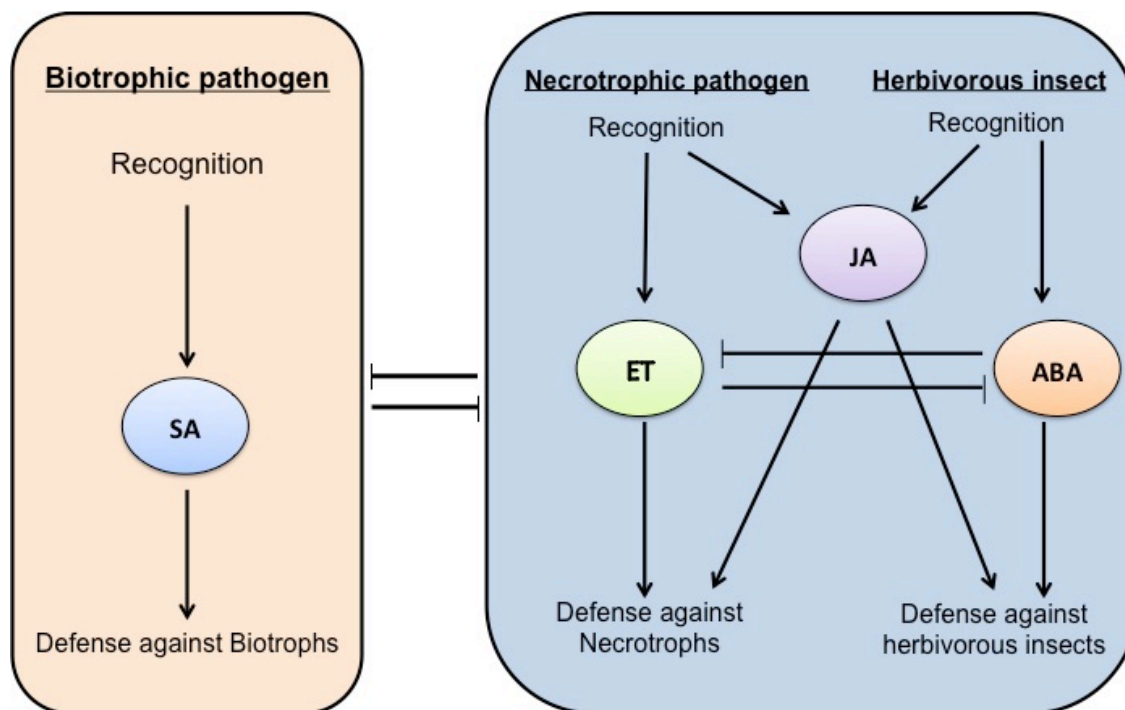 Biotrophic pathogen
Recognition
SA
Defense against Biotrophs
Necrotrophic pathogen
Herbivorous insect
Recognition
Recognition
JA
ET
ABA
Defense against
Necrotrophs
Defense against
herbivorous insects